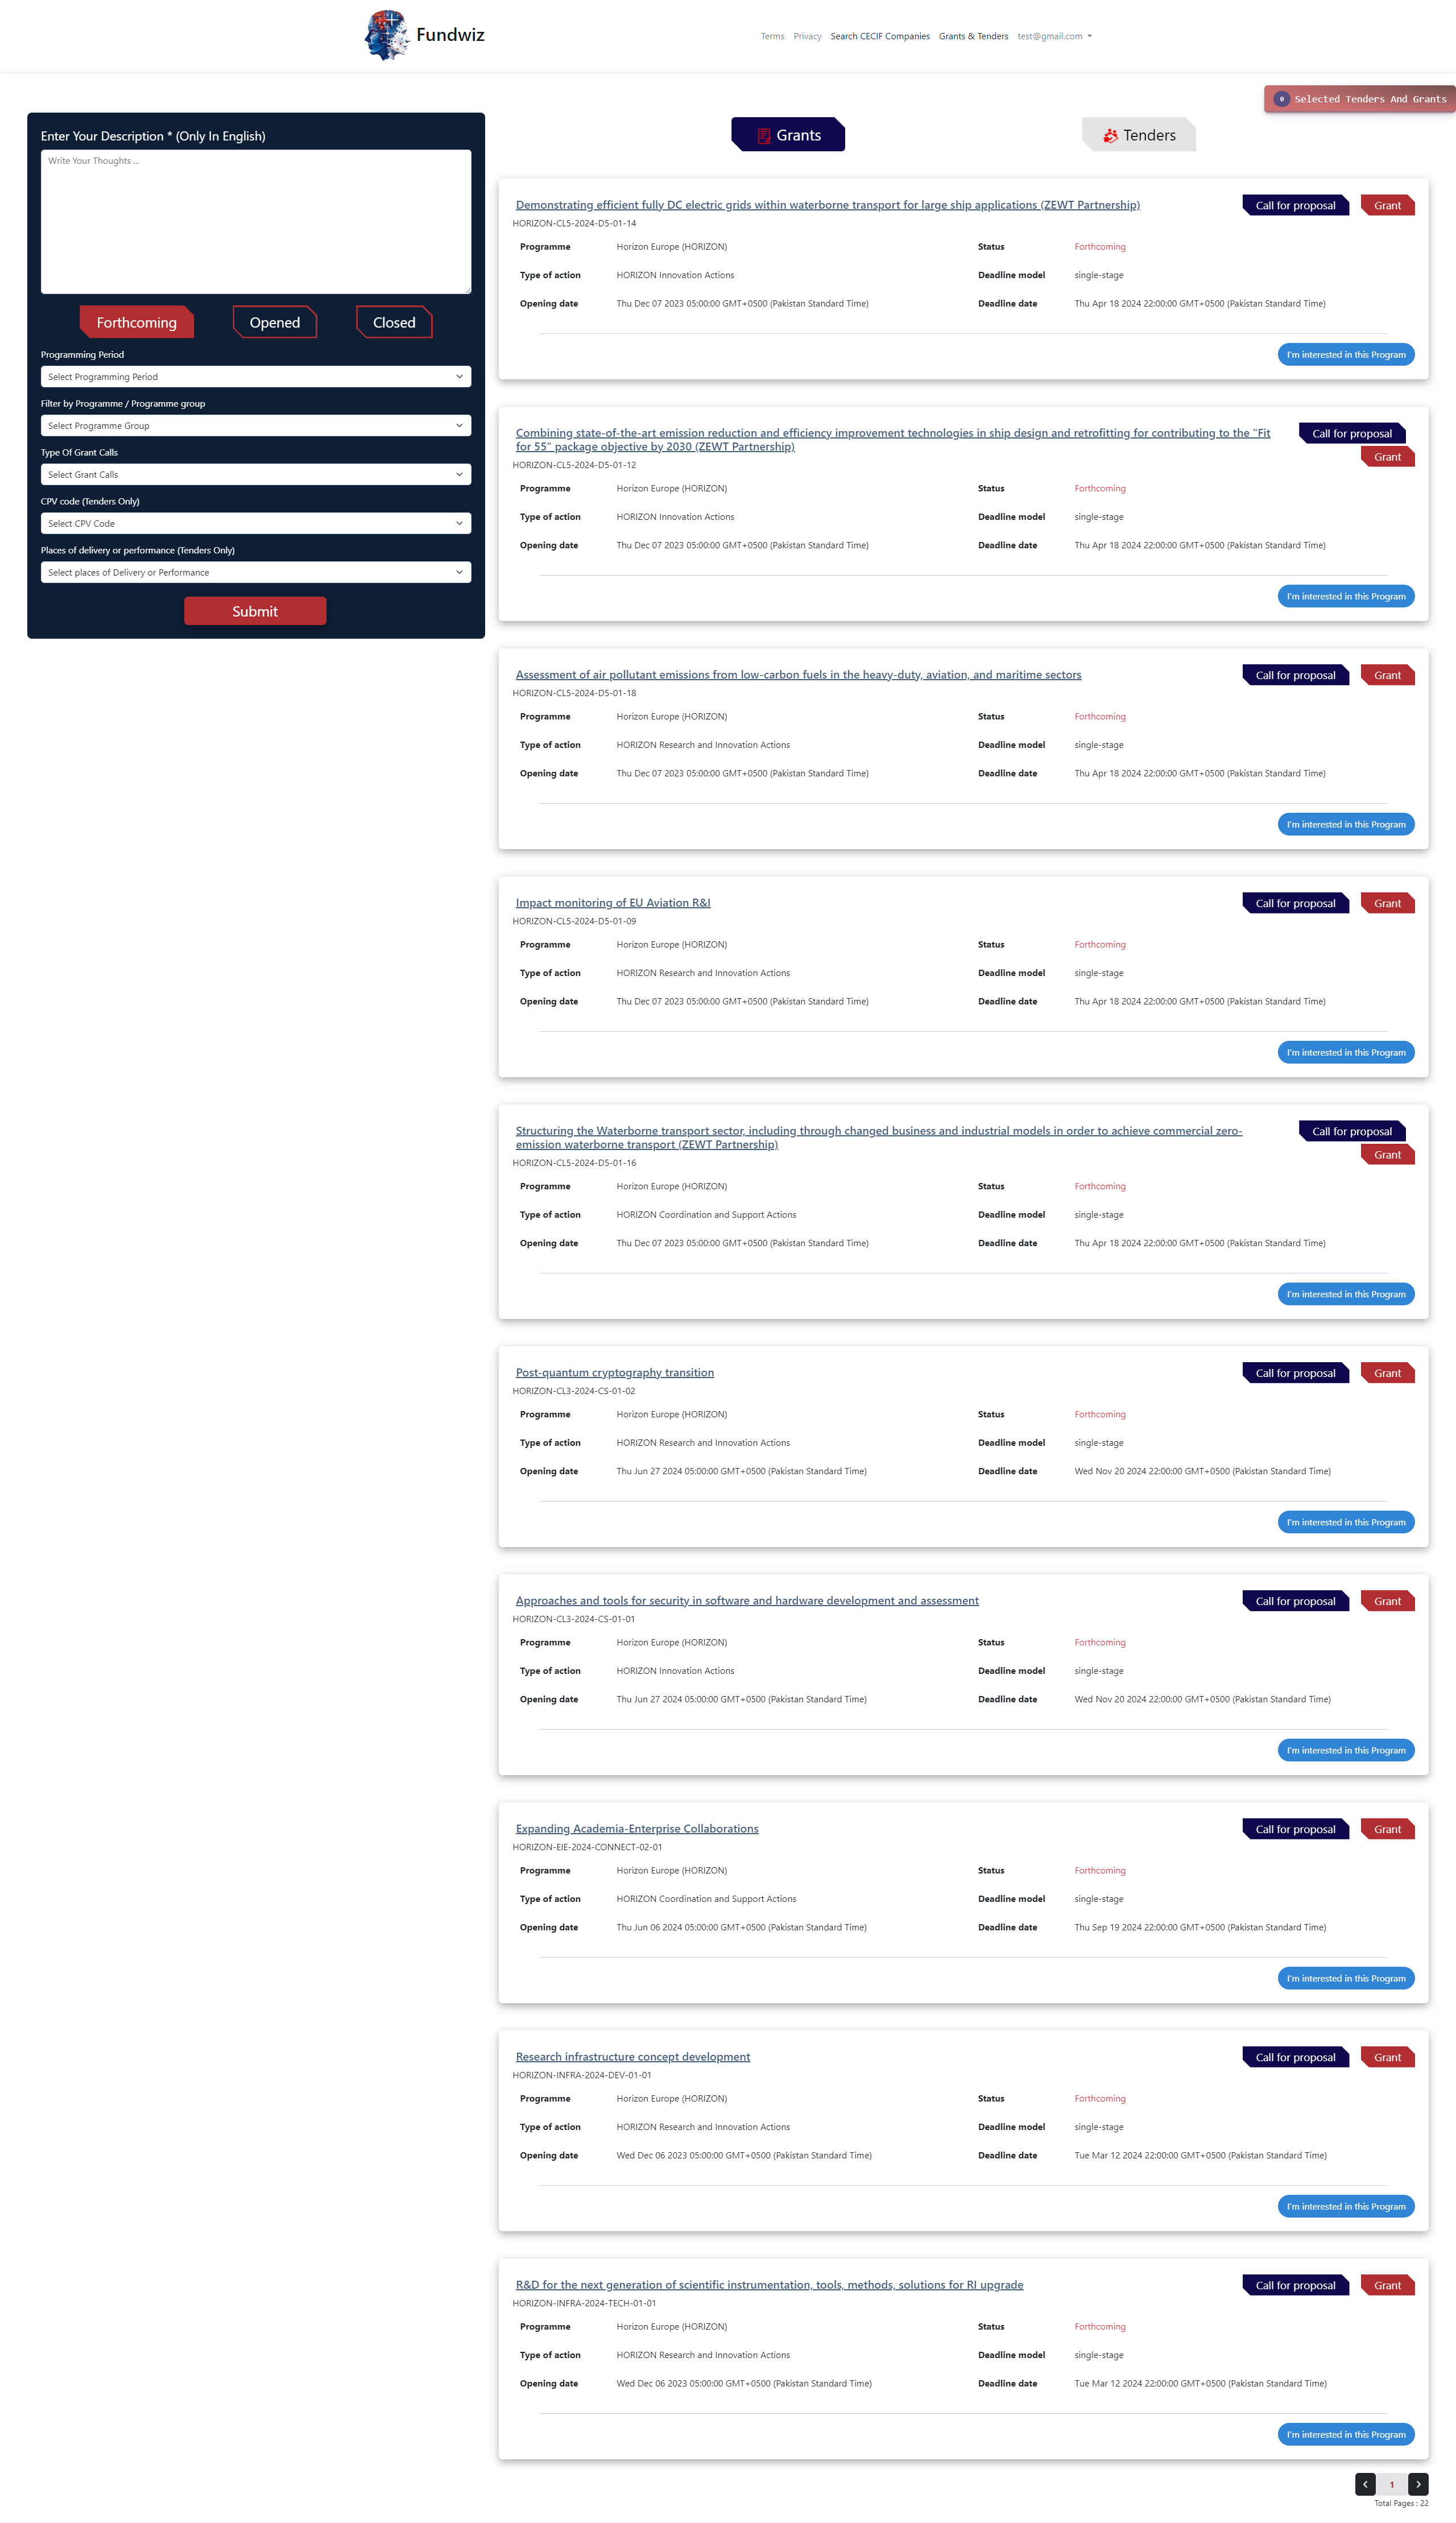 Fundwiz
Terms Privacy Search CECIF Companies Grants & Tenders test@gmail.com
0 Selected Tenders And Grants
Enter Your Description * (Only In English)
Write Your Thoughts ...
Forthcoming Opened Closed
Programming Period
Select Programming Period
Filter by Programme / Programme group
Select Programme Group
Type Of Grant Calls
Select Grant Calls
CPV code (Tenders Only)
Select CPV Code
Places of delivery or performance (Tenders Only)
Select places of Delivery or Performance
Submit
Grants Tenders
Demonstrating efficient fully DC electric grids within waterborne transport for large ship applications (ZEWT Partnership) Call for proposal Grant
HORIZON-CL5-2024-D5-01-14
Programme Horizon Europe (HORIZON) Status Forthcoming
Type of action HORIZON Innovation Actions Deadline model single-stage
Opening date Thu Dec 07 2023 05:00:00 GMT+0500 (Pakistan Standard Time) Deadline date Thu Apr 18 2024 22:00:00 GMT+0500 (Pakistan Standard Time)
I'm interested in this Program
Combining state-of-the-art emission reduction and efficiency improvement technologies in ship design and retrofitting for contributing to the "Fit Call for proposal
for 55" package objective by 2030 (ZEWT Partnership) Grant
HORIZON-CL5-2024-D5-01-12
Programme Horizon Europe (HORIZON) Status Forthcoming
Type of action HORIZON Innovation Actions Deadline model single-stage
Opening date Thu Dec 07 2023 05:00:00 GMT+0500 (Pakistan Standard Time) Deadline date Thu Apr 18 2024 22:00:00 GMT+0500 (Pakistan Standard Time)
I'm interested in this Program
Assessment of air pollutant emissions from low-carbon fuels in the heavy-duty, aviation, and maritime sectors Call for proposal Grant
HORIZON-CL5-2024-D5-01-18
Programme Horizon Europe (HORIZON) Status Forthcoming
Type of action HORIZON Research and Innovation Actions Deadline model single-stage
Opening date Thu Dec 07 2023 05:00:00 GMT+0500 (Pakistan Standard Time) Deadline date Thu Apr 18 2024 22:00:00 GMT+0500 (Pakistan Standard Time)
I'm interested in this Program
Impact monitoring of EU Aviation R&I Call for proposal Grant
HORIZON-CL5-2024-D5-01-09
Programme Horizon Europe (HORIZON) Status Forthcoming
Type of action HORIZON Research and Innovation Actions Deadline model single-stage
Opening date Thu Dec 07 2023 05:00:00 GMT+0500 (Pakistan Standard Time) Deadline date Thu Apr 18 2024 22:00:00 GMT+0500 (Pakistan Standard Time)
I'm interested in this Program
Structuring the Waterborne transport sector, including through changed business and industrial models in order to achieve commercial zero- Call for proposal
emission waterborne transport (ZEWT Partnership) Grant
HORIZON-CL5-2024-D5-01-16
Programme Horizon Europe (HORIZON) Status Forthcoming
Type of action HORIZON Coordination and Support Actions Deadline model single-stage
Opening date Thu Dec 07 2023 05:00:00 GMT+0500 (Pakistan Standard Time) Deadline date Thu Apr 18 2024 22:00:00 GMT+0500 (Pakistan Standard Time)
I'm interested in this Program
Post-quantum cryptography transition Call for proposal Grant
HORIZON-CL3-2024-CS-01-02
Programme Horizon Europe (HORIZON) Status Forthcoming
Type of action HORIZON Research and Innovation Actions Deadline model single-stage
Opening date Thu Jun 27 2024 05:00:00 GMT+0500 (Pakistan Standard Time) Deadline date Wed Nov 20 2024 22:00:00 GMT+0500 (Pakistan Standard Time)
I'm interested in this Program
Approaches and tools for security in software and hardware development and assessment Call for proposal Grant
HORIZON-CL3-2024-CS-01-01
Programme Horizon Europe (HORIZON) Status Forthcoming
Type of action HORIZON Innovation Actions Deadline model single-stage
Opening date Thu Jun 27 2024 05:00:00 GMT+0500 (Pakistan Standard Time) Deadline date Wed Nov 20 2024 22:00:00 GMT+0500 (Pakistan Standard Time)
I'm interested in this Program
Expanding Academia-Enterprise Collaborations Call for proposal Grant
HORIZON-EIE-2024-CONNECT-02-01
Programme Horizon Europe (HORIZON) Status Forthcoming
Type of action HORIZON Coordination and Support Actions Deadline model single-stage
Opening date Thu Jun 06 2024 05:00:00 GMT+0500 (Pakistan Standard Time) Deadline date Thu Sep 19 2024 22:00:00 GMT+0500 (Pakistan Standard Time)
I'm interested in this Program
Research infrastructure concept development Call for proposal Grant
HORIZON-INFRA-2024-DEV-01-01
Programme Horizon Europe (HORIZON) Status Forthcoming
Type of action HORIZON Research and Innovation Actions Deadline model single-stage
Opening date Wed Dec 06 2023 05:00:00 GMT+0500 (Pakistan Standard Time) Deadline date Tue Mar 12 2024 22:00:00 GMT+0500 (Pakistan Standard Time)
I'm interested in this Program
R&D for the next generation of scientific instrumentation, tools, methods, solutions for RI upgrade Call for proposal Grant
HORIZON-INFRA-2024-TECH-01-01
Programme Horizon Europe (HORIZON) Status Forthcoming
Type of action HORIZON Research and Innovation Actions Deadline model single-stage
Opening date Wed Dec 06 2023 05:00:00 GMT+0500 (Pakistan Standard Time) Deadline date Tue Mar 12 2024 22:00:00 GMT+0500 (Pakistan Standard Time)
I'm interested in this Program
1
Total Pages : 22